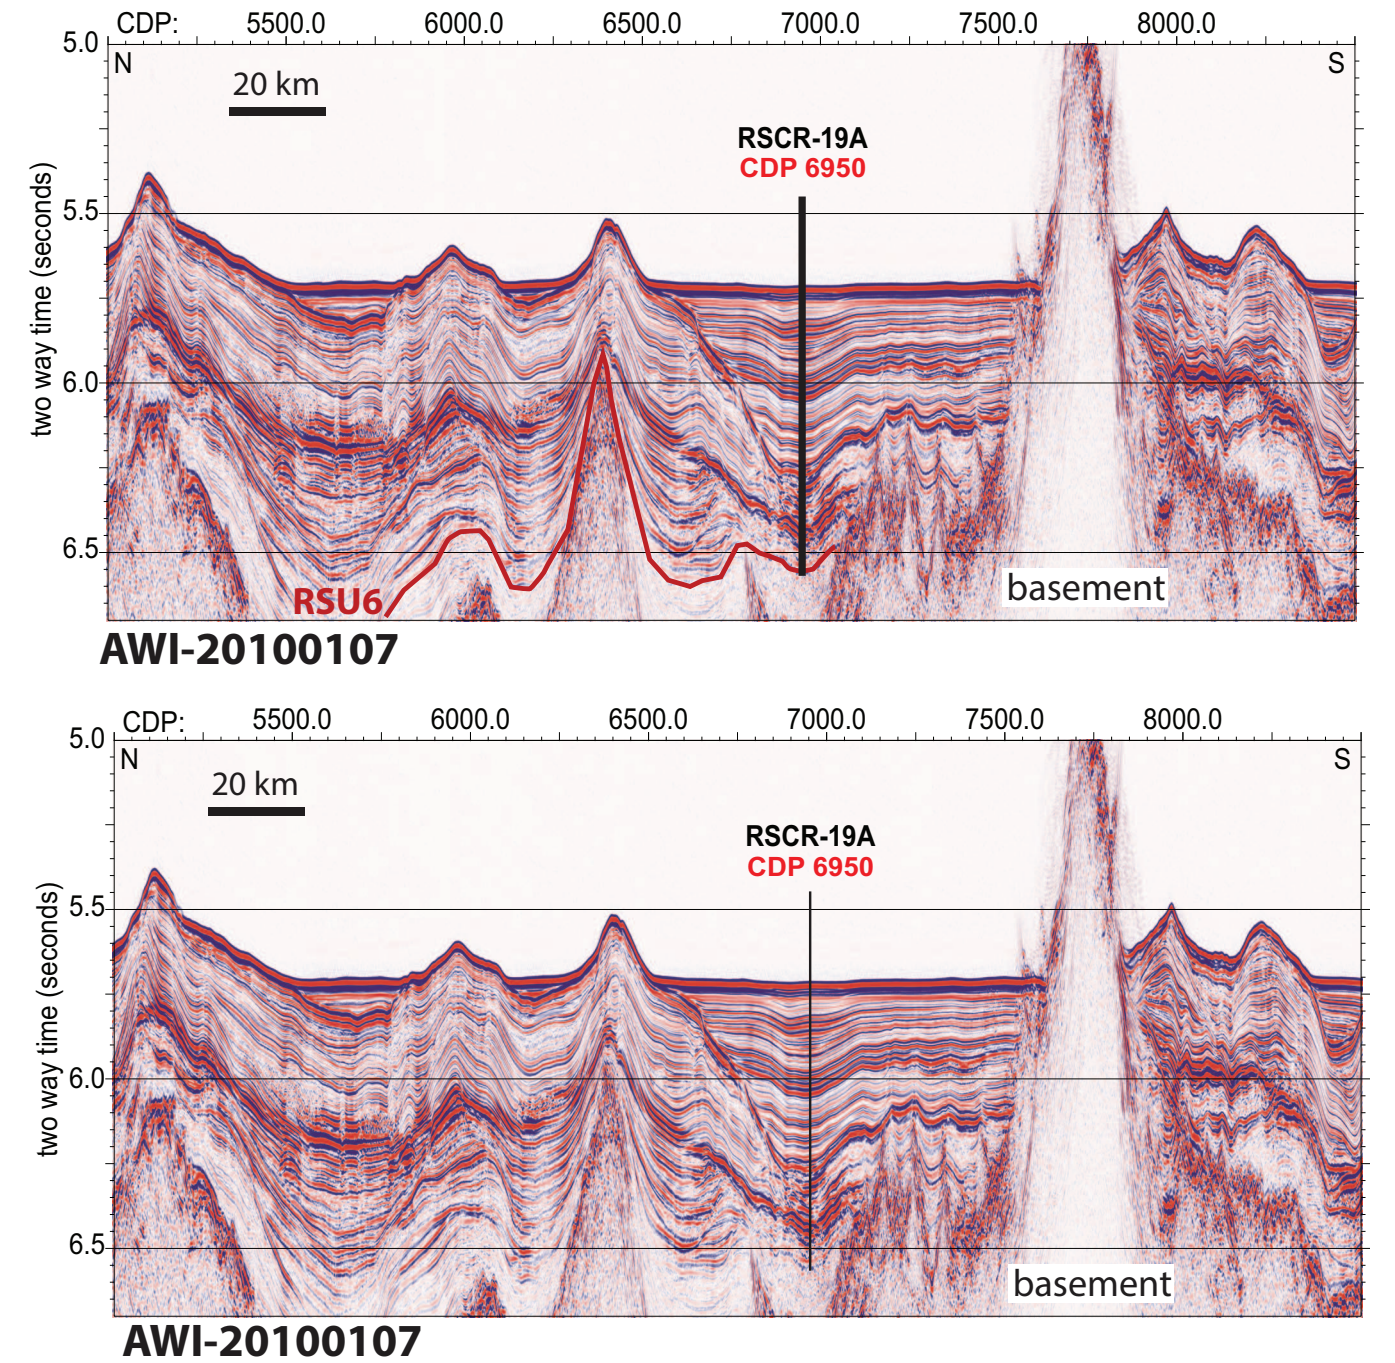 CDP: 5500.0 6000.0 6500.0 7000.0 7500.0 8000.0
5.0
N S
20 km
RSCR-19A
CDP 6950
5.5
two way time (seconds)
6.0
6.5
basement
RSU6
AWI-20100107
CDP: 5500.0 6000.0 6500.0 7000.0 7500.0 8000.0
5.0
N S
20 km
RSCR-19A
CDP 6950
5.5
two way time (seconds)
6.0
6.5
basement
AWI-20100107